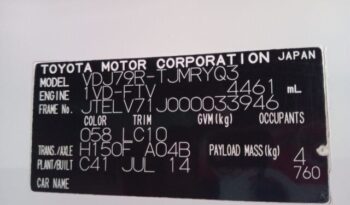 TOYOTA MOTOR CORPORATION JAPAN
MODEL VDJ79R-TJMRYQ3
ENGINE 1VD-FTV 4461 mL
FRAME No. JTELV71J000033946
COLOR TRIM GVM(kg) OCCUPANTS
058 LC10
TRANS./AXLE H150F A04B PAYLOAD MASS(kg) 4
PLANT/BUILT C41 JUL 14 760
CAR NAME